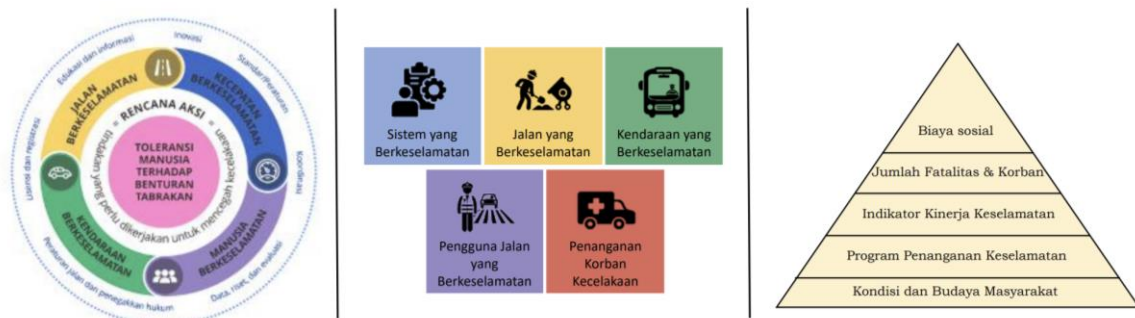 Edukasi dan informasi
Inovasi
Standar/Peraturan
Koordinasi
Data, riset, dan evaluasi
Peraturan jalan dan penegakkan hukum
Lisensi dan registrasi
JALAN
BERKESELAMATAN
KECEPATAN
BERKESELAMATAN
MANUSIA
BERKESELAMATAN
KENDARAAN
BERKESELAMATAN
= RENCANA AKSI =
tindakan yang perlu dikerjakan untuk mencegah kecelakaan
TOLERANSI
MANUSIA
TERHADAP
BENTURAN
TABRAKAN
Sistem yang
Berkeselamatan
Jalan yang
Berkeselamatan
Kendaraan yang
Berkeselamatan
Pengguna Jalan
yang
Berkeselamatan
Penanganan
Korban
Kecelakaan
Biaya sosial
Jumlah Fatalitas & Korban
Indikator Kinerja Keselamatan
Program Penanganan Keselamatan
Kondisi dan Budaya Masyarakat